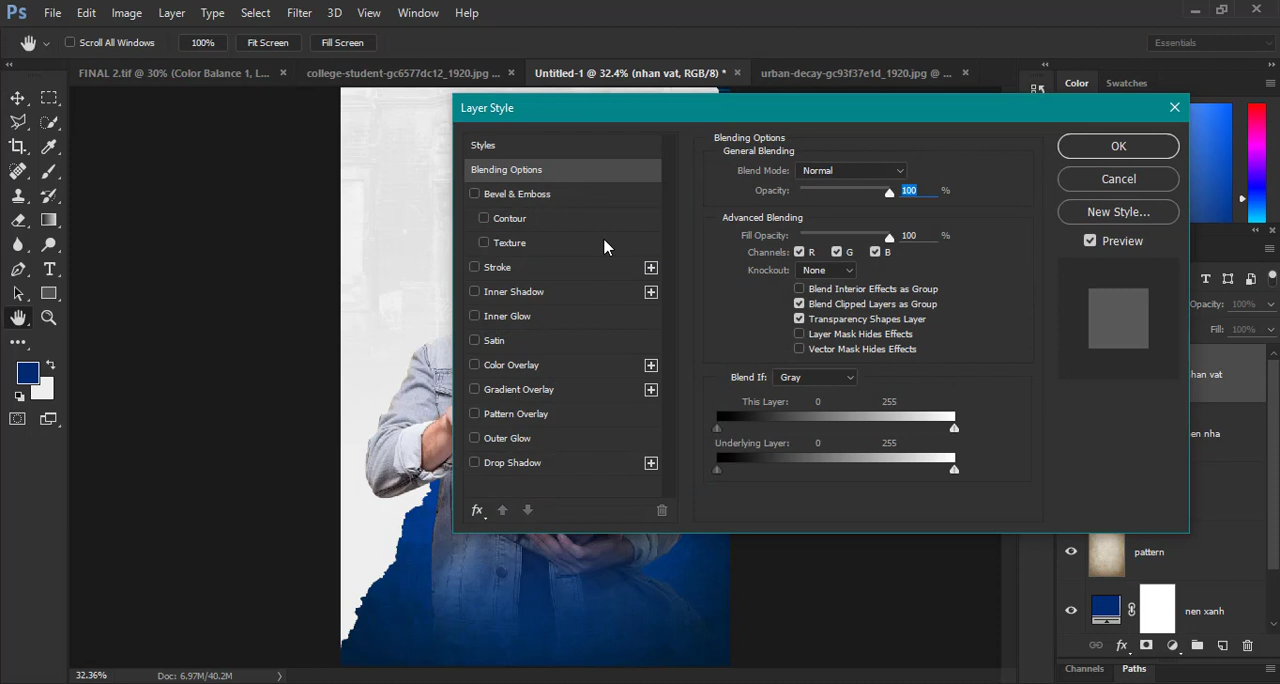 Ps File Edit Image Layer Type Select Filter 3D View Window Help
Scroll All Windows 100% Fit Screen Fill Screen Essentials
FINAL 2.tif @ 30% (Color Balance 1, L... × college-student-gc6577dc12_1920.jpg ... × Untitled-1 @ 32.4% (nhan vat, RGB/8) * × urban-decay-gc93f37e1d_1920.jpg @ ... ×
Color Swatches
Layer Style
Styles
Blending Options
Bevel & Emboss
Contour
Texture
Stroke
Inner Shadow
Inner Glow
Satin
Color Overlay
Gradient Overlay
Pattern Overlay
Outer Glow
Drop Shadow
fx
Blending Options
General Blending
Blend Mode: Normal
Opacity: 100 %
Advanced Blending
Fill Opacity: 100 %
Channels: R G B
Knockout: None
Blend Interior Effects as Group
Blend Clipped Layers as Group
Transparency Shapes Layer
Layer Mask Hides Effects
Vector Mask Hides Effects
Blend If: Gray
This Layer: 0 255
Underlying Layer: 0 255
OK
Cancel
New Style...
Preview
Opacity: 100%
Fill: 100%
han vat
en nha
pattern
nen xanh
fx
Channels Paths
32.36% Doc: 6.97M/40.2M